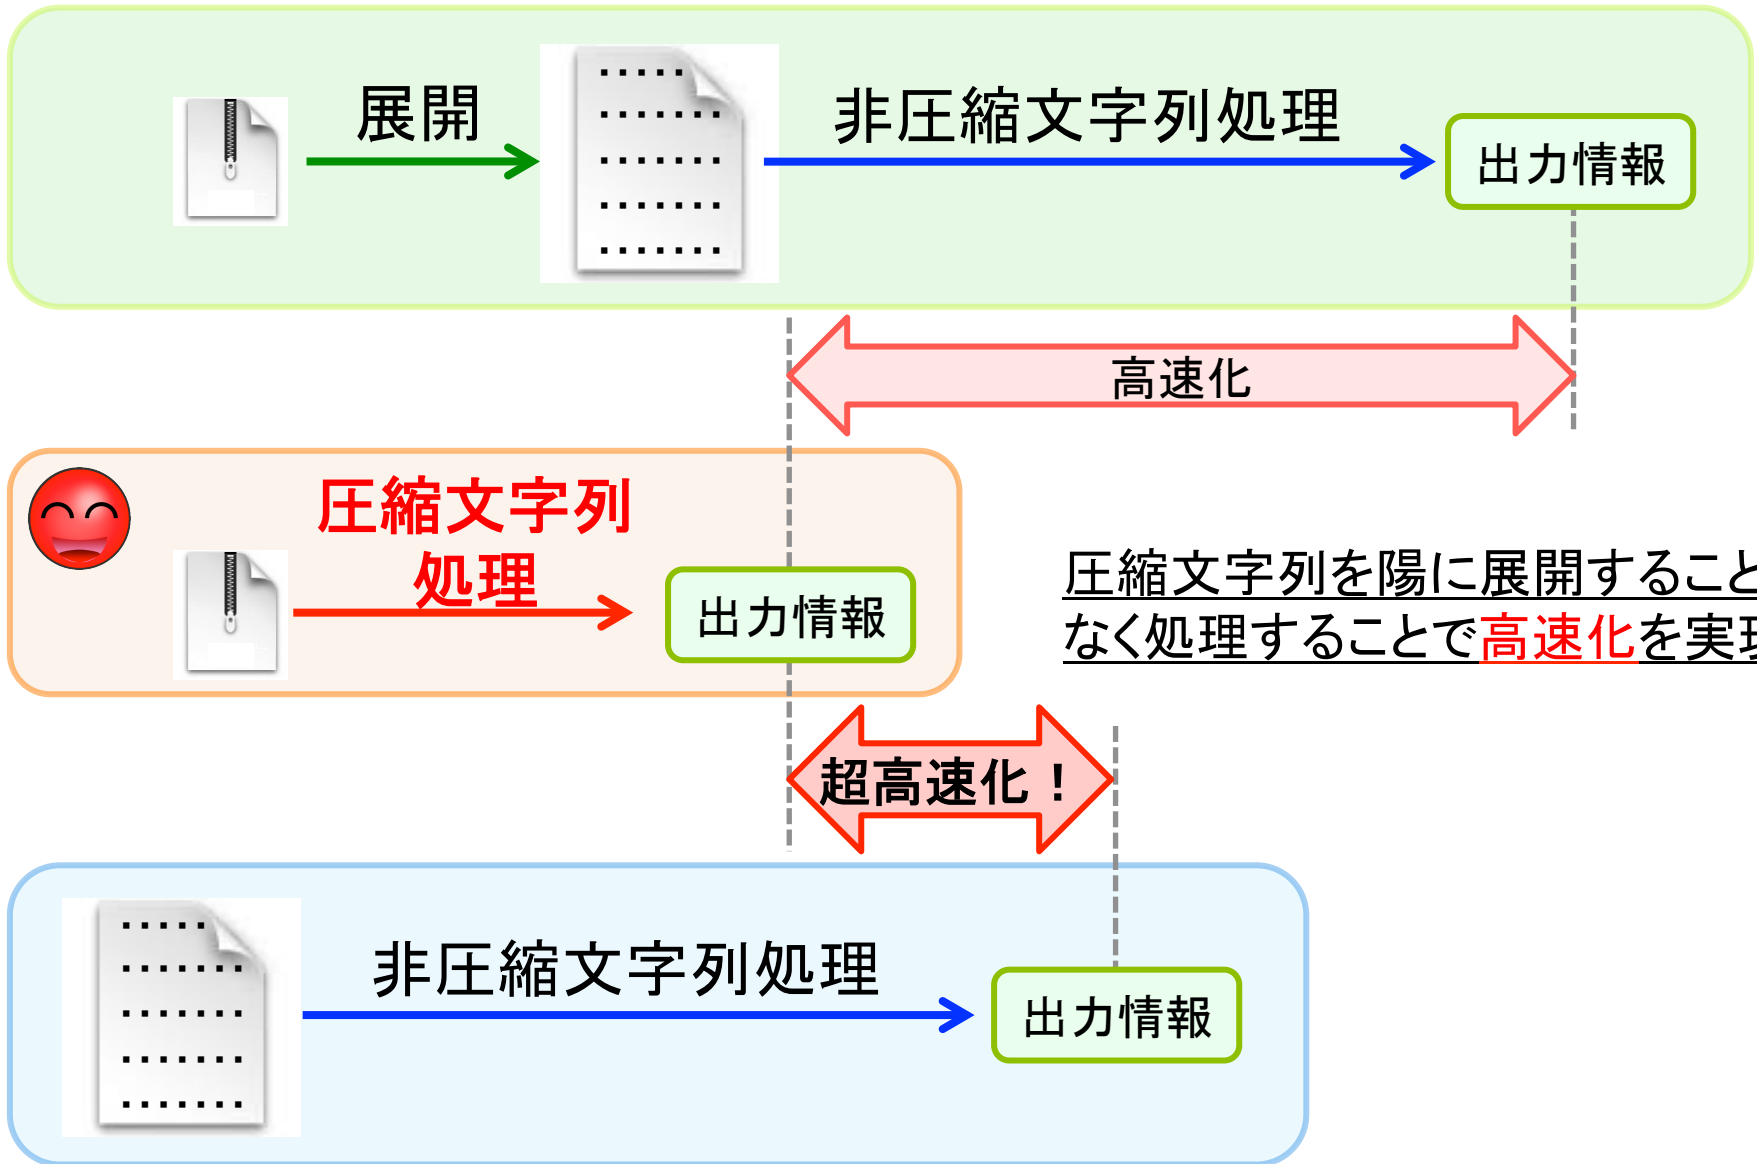 展開
非圧縮文字列処理
出力情報
高速化
圧縮文字列
処理
出力情報
圧縮文字列を陽に展開すること
なく処理することで高速化を実現
超高速化！
非圧縮文字列処理
出力情報